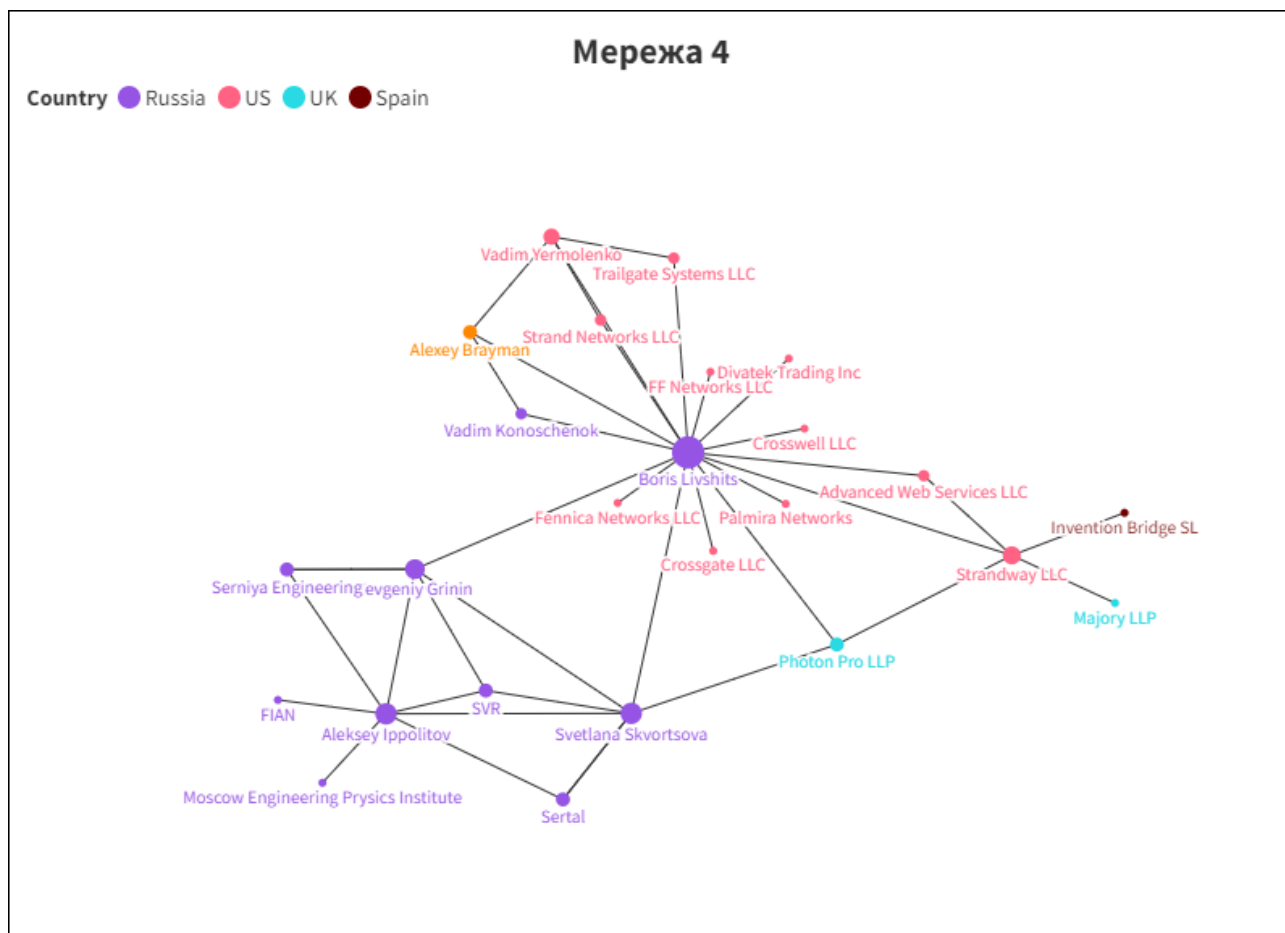 Мережа 4
Country Russia US UK Spain
Vadim Yermolenko
Trailgate Systems LLC
Strand Networks LLC
Alexey Brayman
Divatek Trading Inc
FF Networks LLC
Vadim Konoschenok
Crosswell LLC
Boris Livshits
Advanced Web Services LLC
Fennica Networks LLC
Palmira Networks
Invention Bridge SL
Crossgate LLC
Strandway LLC
Serniya Engineering
evgeniy Grinin
Majory LLP
Photon Pro LLP
SVR
FIAN
Aleksey Ippolitov
Svetlana Skvortsova
Moscow Engineering Prysics Institute
Sertal